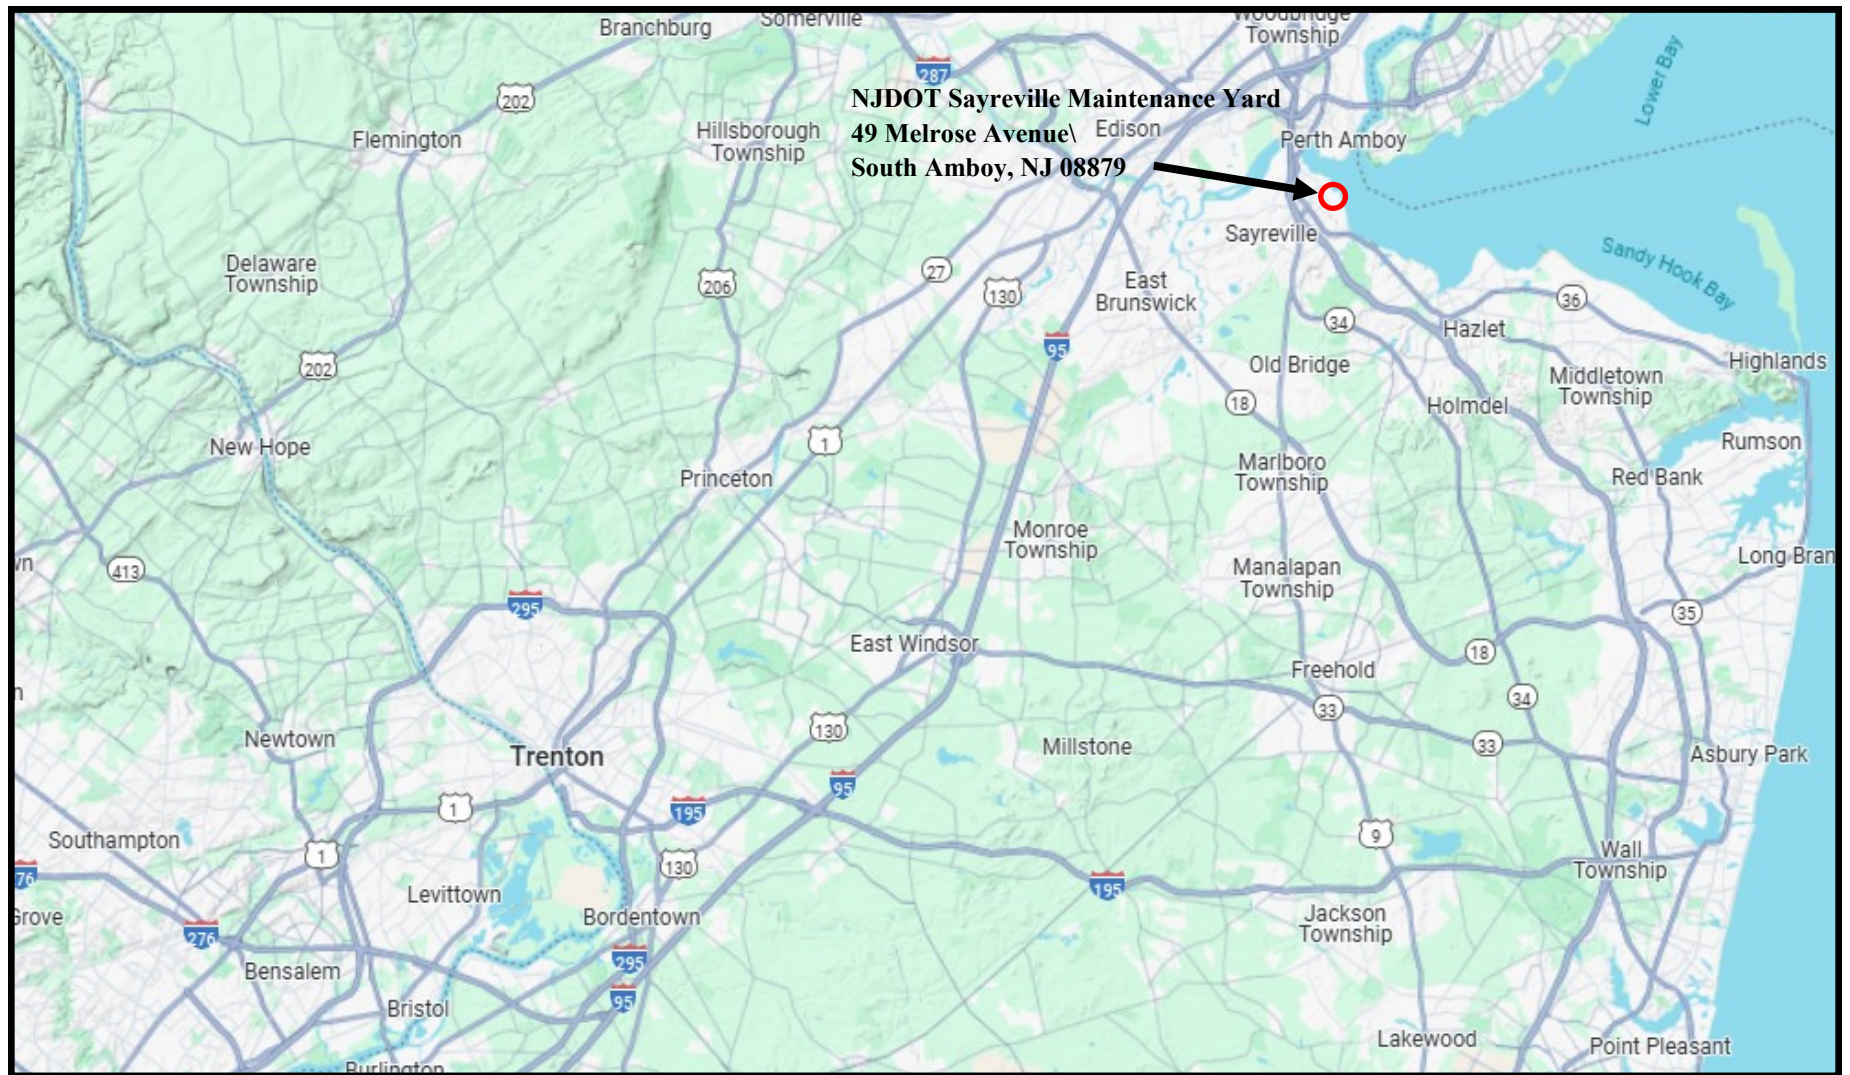 Branchburg
Somerville
Woodbridge
Township
287
202
NJDOT Sayreville Maintenance Yard
49 Melrose Avenue\
South Amboy, NJ 08879
Flemington
Hillsborough
Township
Edison
Perth Amboy
Lower Bay
Sayreville
Sandy Hook Bay
Delaware
Township
206
27
130
East
Brunswick
36
34
Hazlet
95
202
Old Bridge
Highlands
Middletown
Township
18
Holmdel
New Hope
1
Rumson
Princeton
Marlboro
Township
Red Bank
Monroe
Township
413
Manalapan
Township
Long Bran
295
35
East Windsor
18
Freehold
34
33
130
Newtown
Trenton
Millstone
33
Asbury Park
95
195
1
Southampton
1
9
Wall
Township
130
76
195
Levittown
Bordentown
Grove
Jackson
Township
276
295
Bensalem
95
Bristol
Lakewood
Point Pleasant
Burlington